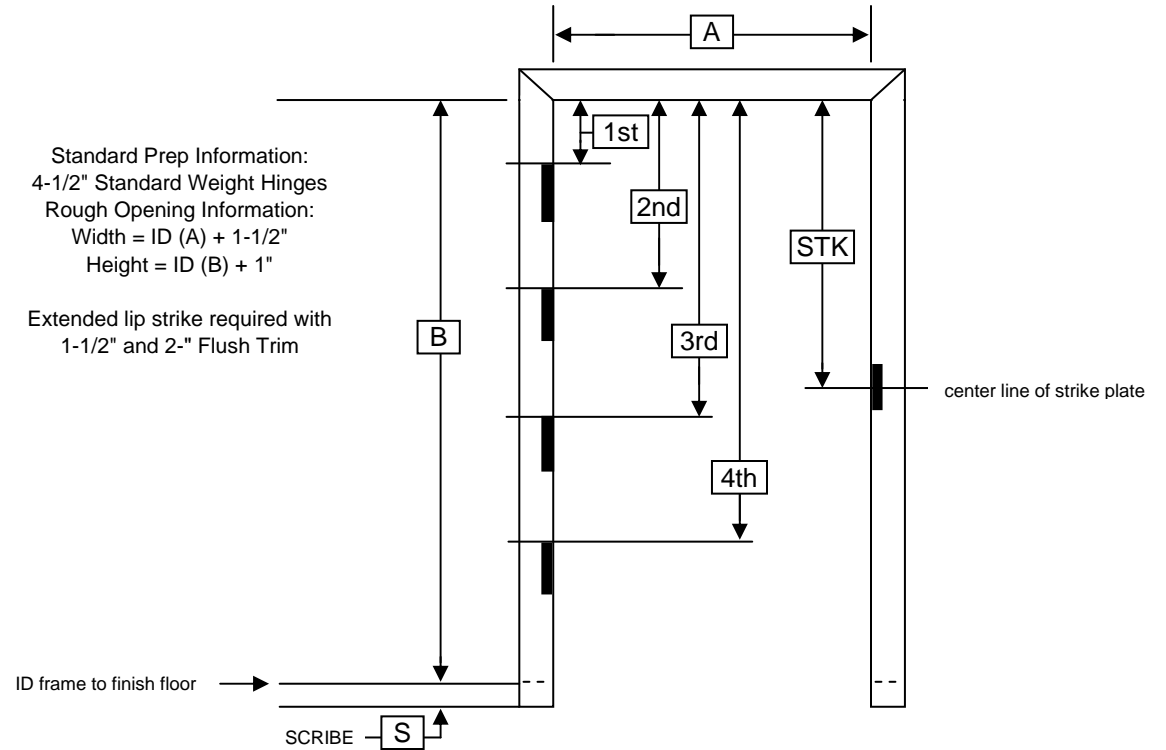 A
1st
Standard Prep Information:
4-1/2" Standard Weight Hinges
Rough Opening Information:
Width = ID (A) + 1-1/2"
Height = ID (B) + 1"
2nd
STK
Extended lip strike required with
1-1/2" and 2-" Flush Trim
B
3rd
center line of strike plate
4th
ID frame to finish floor
SCRIBE
S